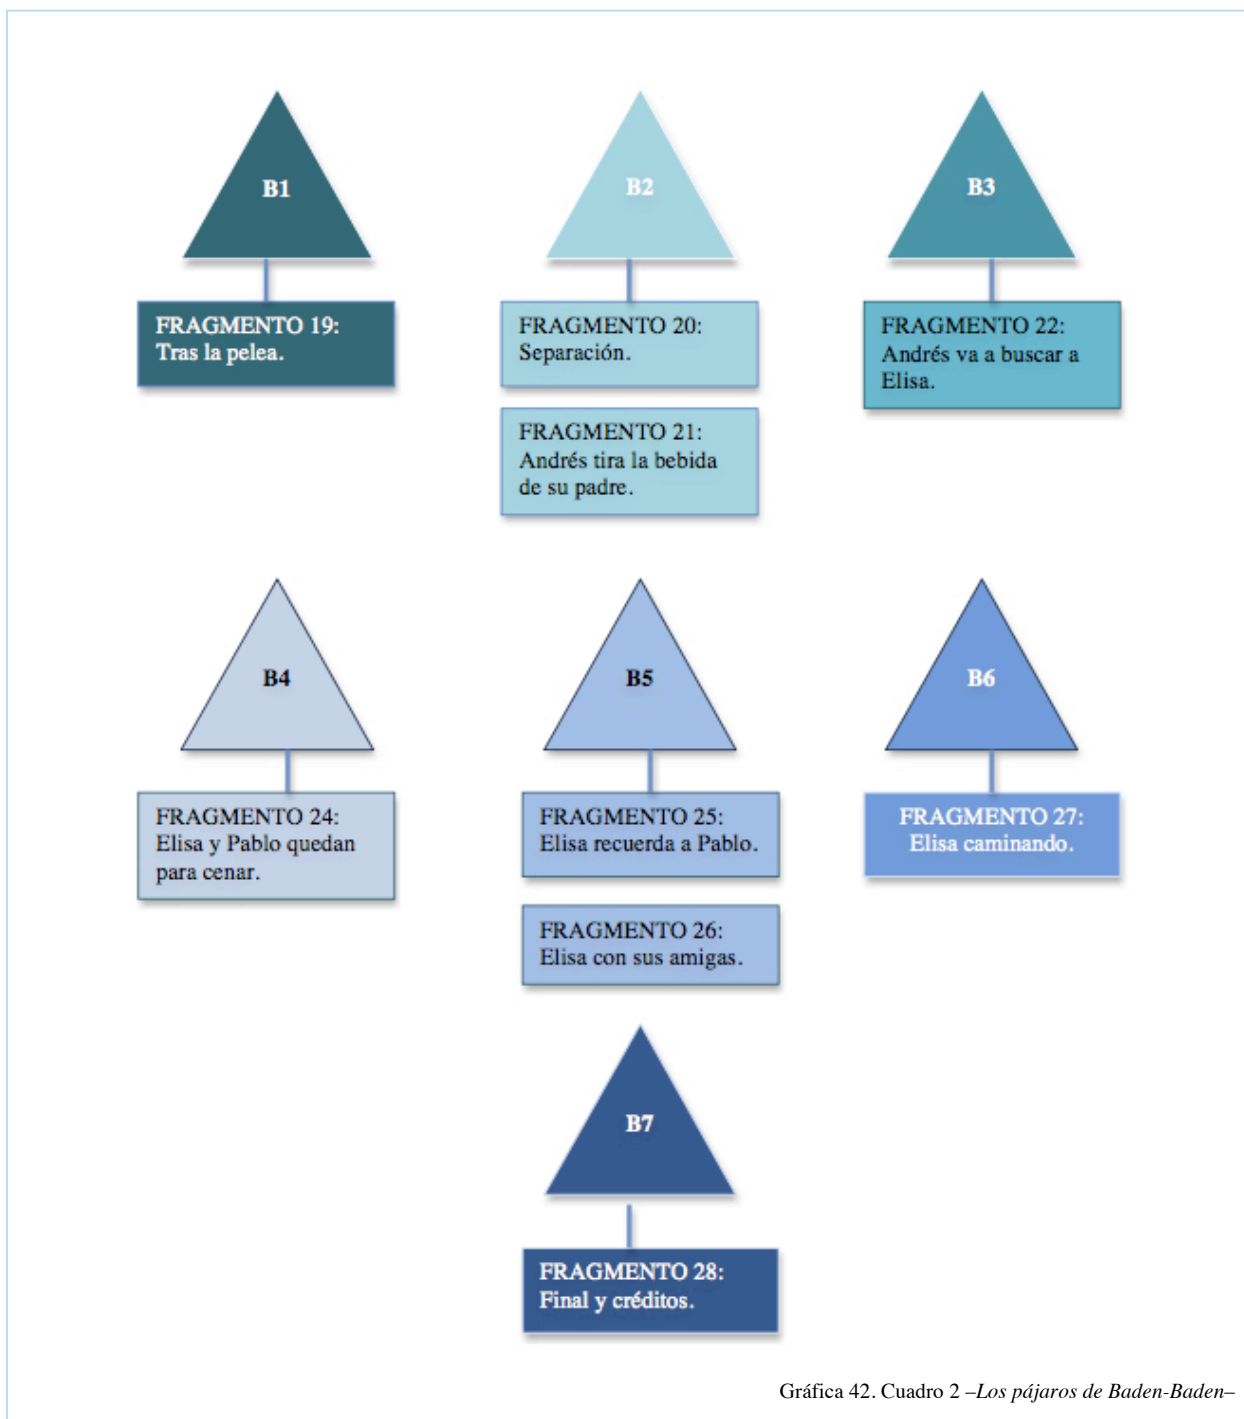 B1
B2
B3
FRAGMENTO 19:
Tras la pelea.
FRAGMENTO 20:
Separación.
FRAGMENTO 21:
Andrés tira la bebida
de su padre.
FRAGMENTO 22:
Andrés va a buscar a
Elisa.
B4
B5
B6
FRAGMENTO 24:
Elisa y Pablo quedan
para cenar.
FRAGMENTO 25:
Elisa recuerda a Pablo.
FRAGMENTO 26:
Elisa con sus amigas.
FRAGMENTO 27:
Elisa caminando.
B7
FRAGMENTO 28:
Final y créditos.
Gráfica 42. Cuadro 2 –Los pájaros de Baden-Baden–